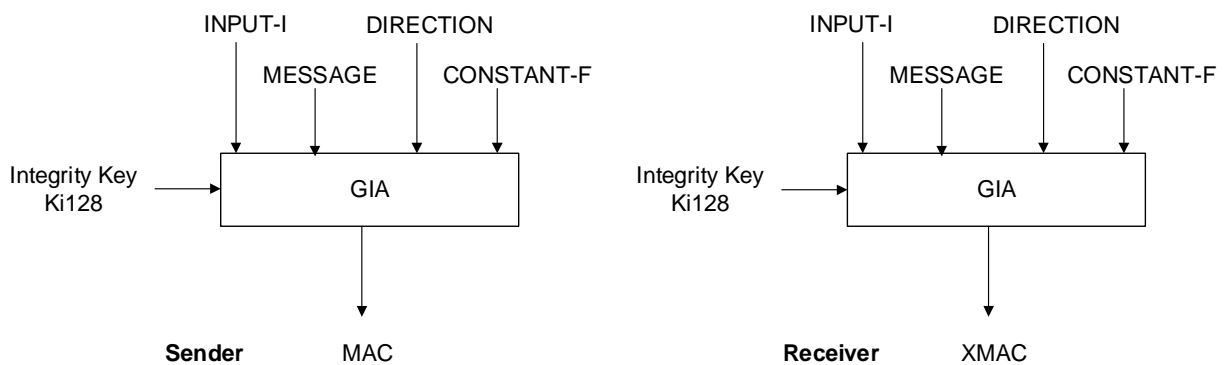 INPUT-I DIRECTION
MESSAGE CONSTANT-F
Integrity Key
Ki128
GIA
Sender MAC
INPUT-I DIRECTION
MESSAGE CONSTANT-F
Integrity Key
Ki128
GIA
Receiver XMAC